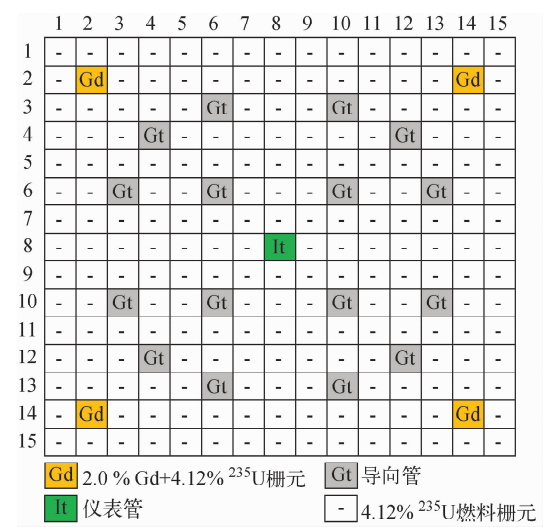 1 2 3 4 5 6 7 8 9 10 11 12 13 14 15
1 - - - - - - - - - - - - - - -
2 - Gd - - - - - - - - - - - Gd -
3 - - - - - Gt - - - Gt - - - - -
4 - - - Gt - - - - - - - Gt - - -
5 - - - - - - - - - - - - - - -
6 - - Gt - - Gt - - - Gt - - Gt - -
7 - - - - - - - - - - - - - - -
8 - - - - - - - It - - - - - - -
9 - - - - - - - - - - - - - - -
10 - - Gt - - Gt - - - Gt - - Gt - -
11 - - - - - - - - - - - - - - -
12 - - - Gt - - - - - - - Gt - - -
13 - - - - - Gt - - - Gt - - - - -
14 - Gd - - - - - - - - - - - Gd -
15 - - - - - - - - - - - - - - -
Gd 2.0 % Gd+4.12% ²³⁵U栅元 Gt 导向管
It 仪表管 - 4.12% ²³⁵U燃料栅元